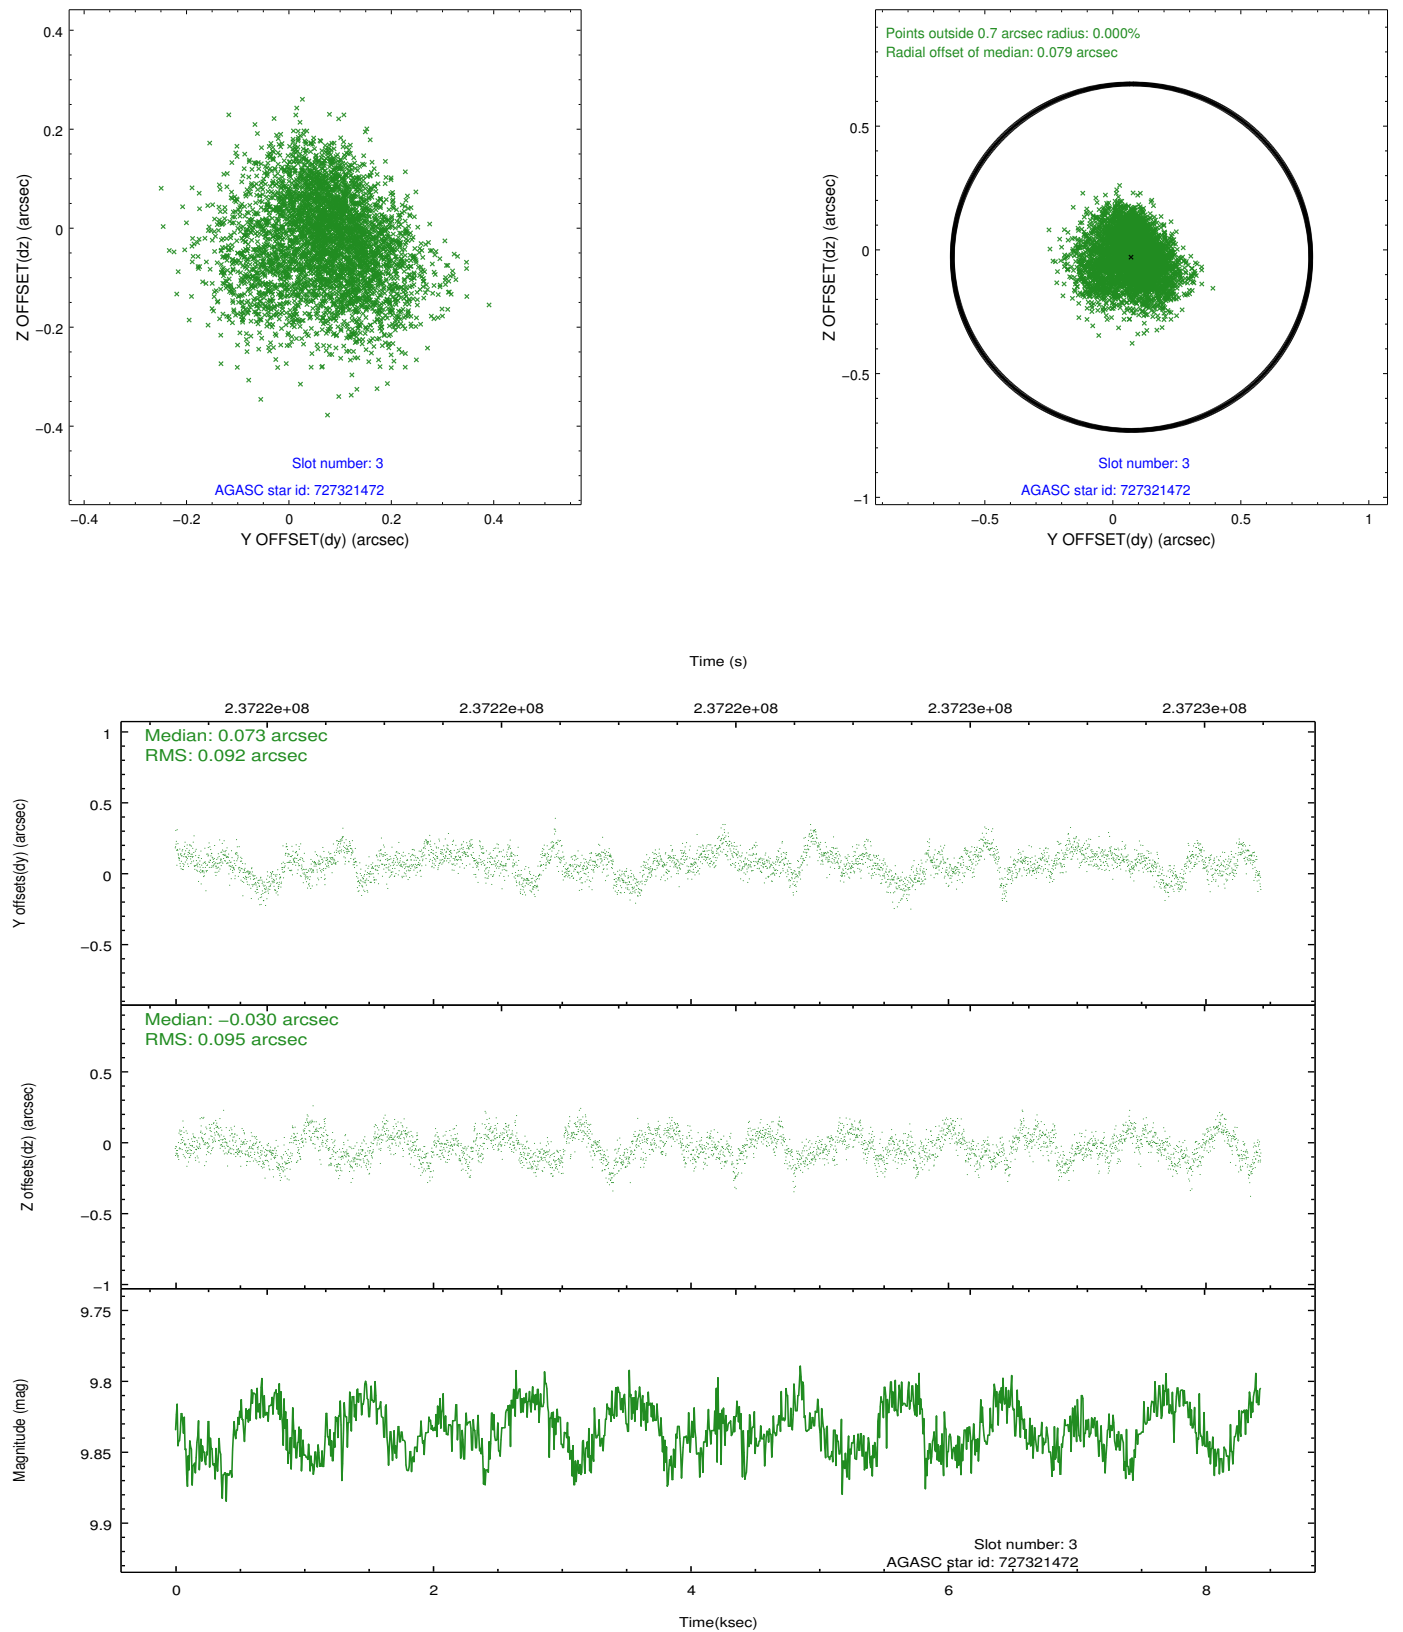 0.4
0.2
0
−0.2
−0.4
Z OFFSET(dz) (arcsec)
Slot number: 3
AGASC star id: 727321472
−0.4 −0.2 0 0.2 0.4
Y OFFSET(dy) (arcsec)
Points outside 0.7 arcsec radius: 0.000%
Radial offset of median: 0.079 arcsec
0.5
0
−0.5
−1
Z OFFSET(dz) (arcsec)
Slot number: 3
AGASC star id: 727321472
−0.5 0 0.5 1
Y OFFSET(dy) (arcsec)
Time (s)
2.3722e+08 2.3722e+08 2.3722e+08 2.3723e+08 2.3723e+08
Median: 0.073 arcsec
RMS: 0.092 arcsec
1
0.5
0
−0.5
Y offsets(dy) (arcsec)
Median: −0.030 arcsec
RMS: 0.095 arcsec
0.5
0
−0.5
−1
Z offsets(dz) (arcsec)
9.75
9.8
9.85
9.9
Magnitude (mag)
Slot number: 3
AGASC star id: 727321472
0 2 4 6 8
Time(ksec)